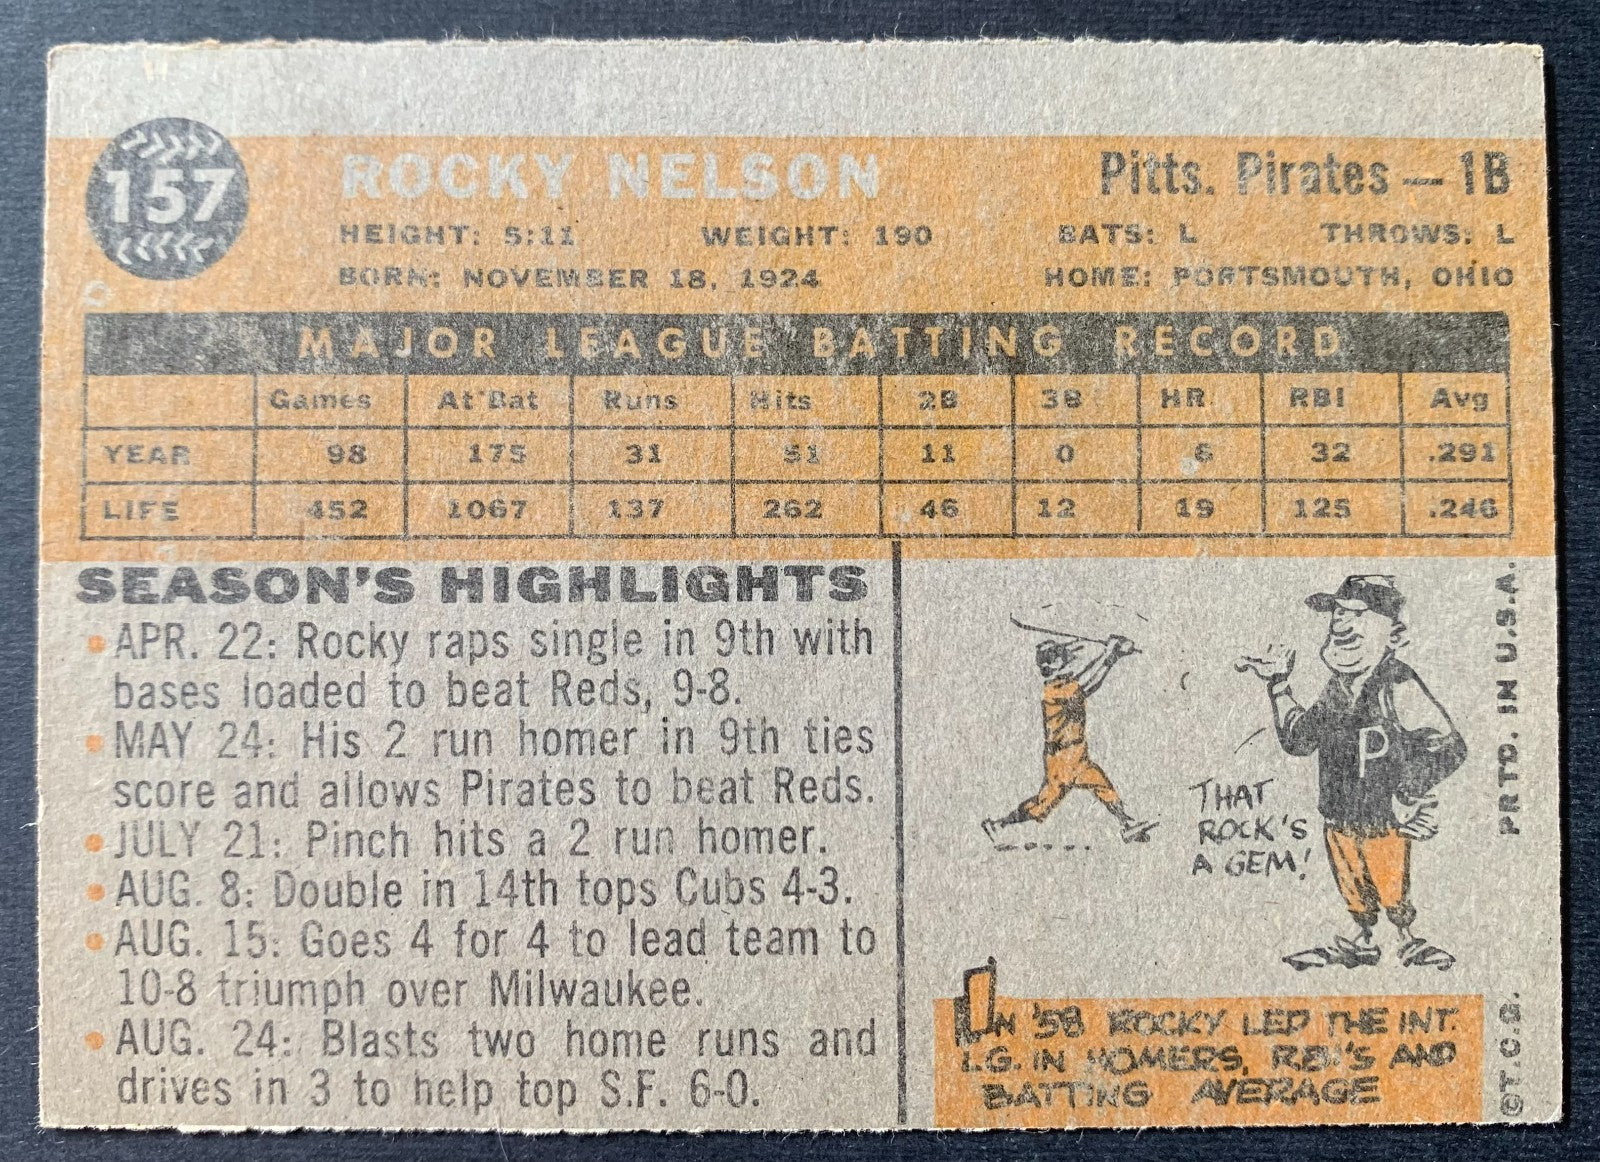 157
ROCKY NELSON
Pitts. Pirates — 1B
HEIGHT: 5:11 WEIGHT: 190 BATS: L THROWS: L
BORN: NOVEMBER 18, 1924 HOME: PORTSMOUTH, OHIO
MAJOR LEAGUE BATTING RECORD
Games At Bat Runs Hits 2B 3B HR RBI Avg
YEAR 98 175 31 51 11 0 6 32 .291
LIFE 452 1067 137 262 46 12 19 125 .246
SEASON'S HIGHLIGHTS
• APR. 22: Rocky raps single in 9th with
bases loaded to beat Reds, 9-8.
• MAY 24: His 2 run homer in 9th ties
score and allows Pirates to beat Reds.
• JULY 21: Pinch hits a 2 run homer.
• AUG. 8: Double in 14th tops Cubs 4-3.
• AUG. 15: Goes 4 for 4 to lead team to
10-8 triumph over Milwaukee.
• AUG. 24: Blasts two home runs and
drives in 3 to help top S.F. 6-0.
P
THAT
ROCK'S
A GEM!
IN '58 ROCKY LED THE INT.
LG. IN HOMERS, RBI'S AND
BATTING AVERAGE
©T.C.G. PRTD. IN U.S.A.